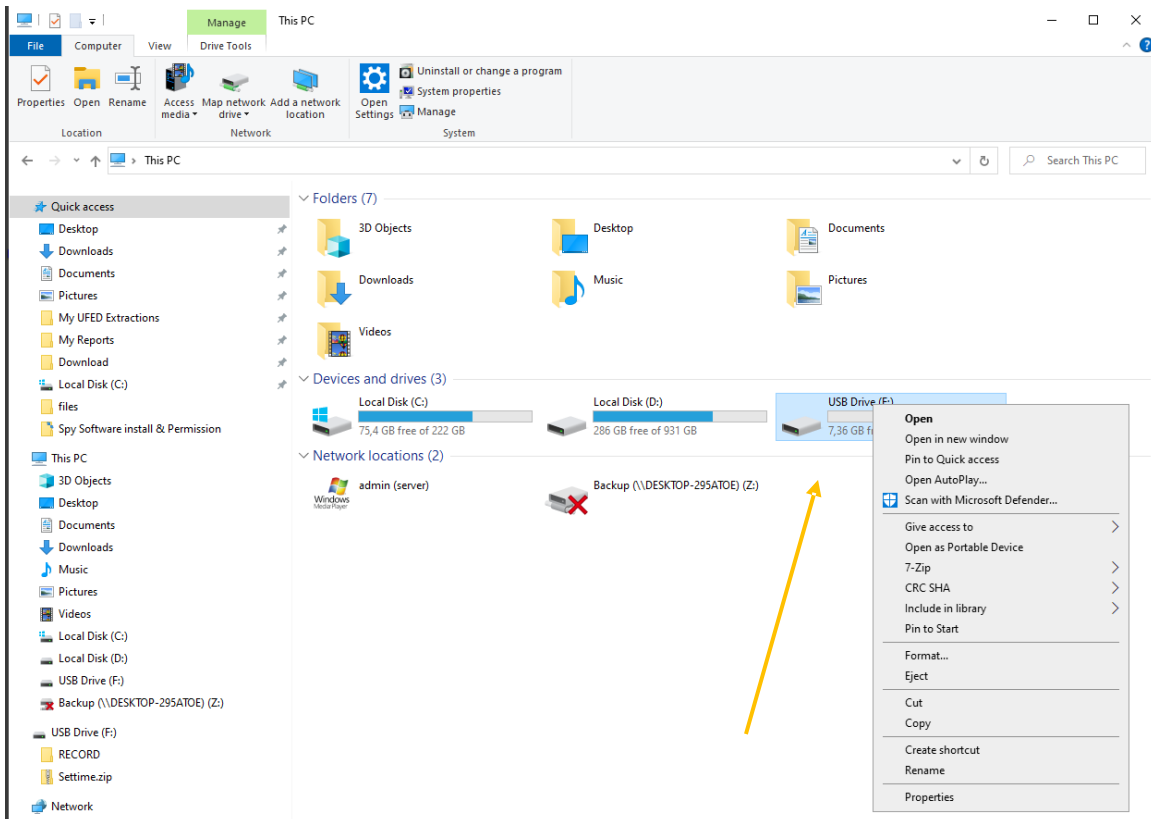 Manage
This PC
File
Computer
View
Drive Tools
Properties
Open
Rename
Access media
Map network drive
Add a network location
Open Settings
Uninstall or change a program
System properties
Manage
Location
Network
System
This PC
Search This PC
Quick access
Desktop
Downloads
Documents
Pictures
My UFED Extractions
My Reports
Download
Local Disk (C:)
files
Spy Software install & Permission
This PC
3D Objects
Desktop
Documents
Downloads
Music
Pictures
Videos
Local Disk (C:)
Local Disk (D:)
USB Drive (F:)
Backup (\\DESKTOP-295ATOE) (Z:)
USB Drive (F:)
RECORD
Settime.zip
Network
Folders (7)
3D Objects
Desktop
Documents
Downloads
Music
Pictures
Videos
Devices and drives (3)
Local Disk (C:)
75,4 GB free of 222 GB
Local Disk (D:)
286 GB free of 931 GB
USB Drive (F:)
7,36 GB
Network locations (2)
Windows
Media Player
admin (server)
Backup (\\DESKTOP-295ATOE) (Z:)
Open
Open in new window
Pin to Quick access
Open AutoPlay...
Scan with Microsoft Defender...
Give access to
Open as Portable Device
7-Zip
CRC SHA
Include in library
Pin to Start
Format...
Eject
Cut
Copy
Create shortcut
Rename
Properties